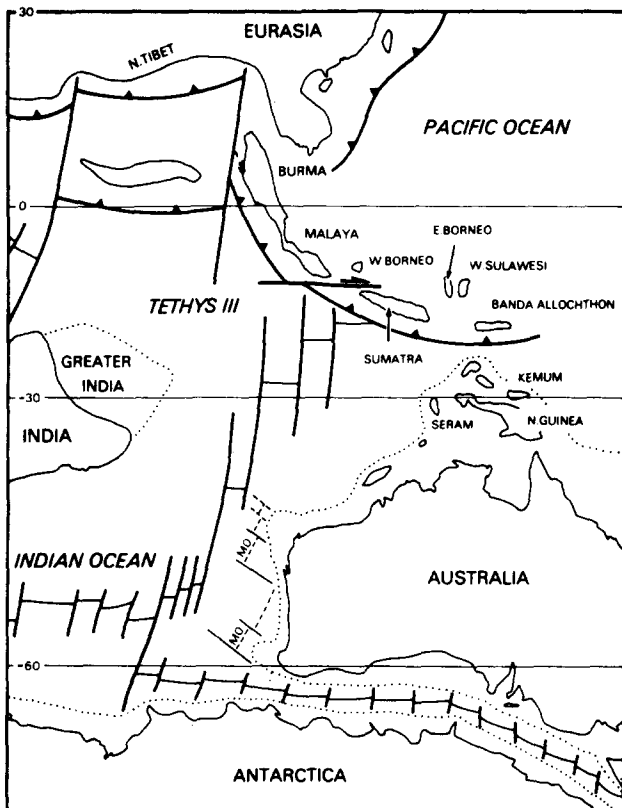 30
EURASIA
N.TIBET
PACIFIC OCEAN
BURMA
0
MALAYA
E.BORNEO
W BORNEO
W SULAWESI
TETHYS III
BANDA ALLOCHTHON
SUMATRA
GREATER
INDIA
KEMUM
-30
INDIA
SERAM
N.GUINEA
INDIAN OCEAN
MO
AUSTRALIA
MO
-60
ANTARCTICA